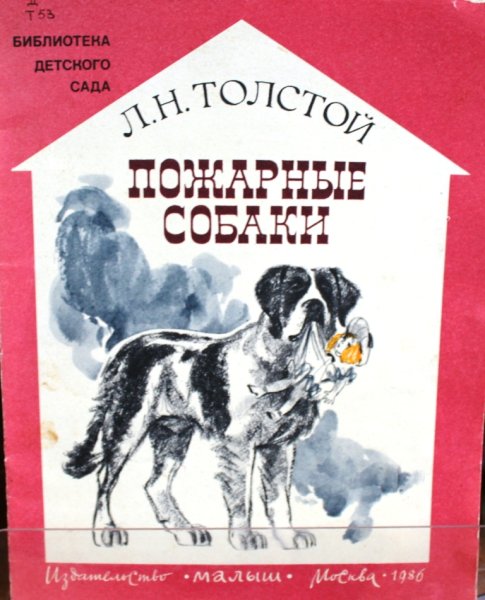 Д
Т53
БИБЛИОТЕКА
ДЕТСКОГО
САДА
Л.Н. ТОЛСТОЙ
ПОЖАРНЫЕ
СОБАКИ
Издательство · МАЛЫШ · Москва · 1986